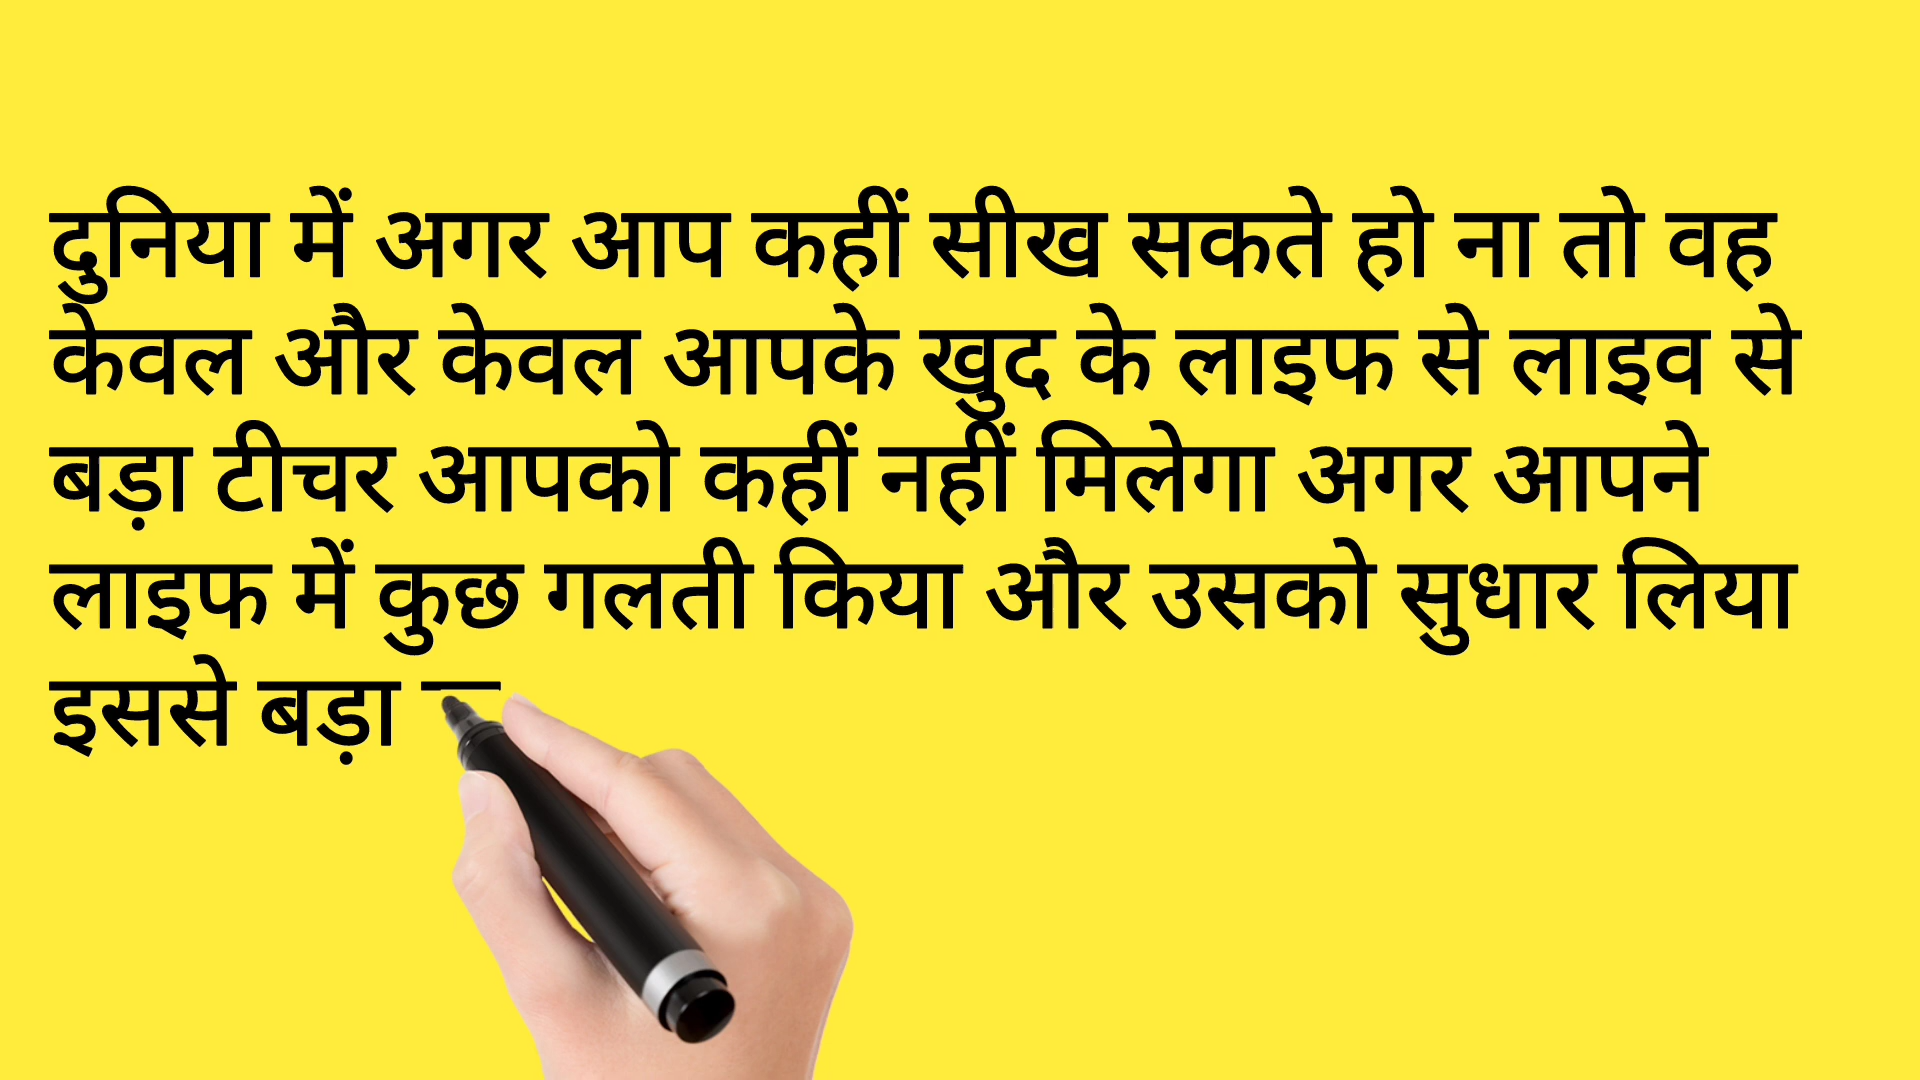 दुनिया में अगर आप कहीं सीख सकते हो ना तो वह
केवल और केवल आपके खुद के लाइफ से लाइव से
बड़ा टीचर आपको कहीं नहीं मिलेगा अगर आपने
लाइफ में कुछ गलती किया और उसको सुधार लिया
इससे बड़ा